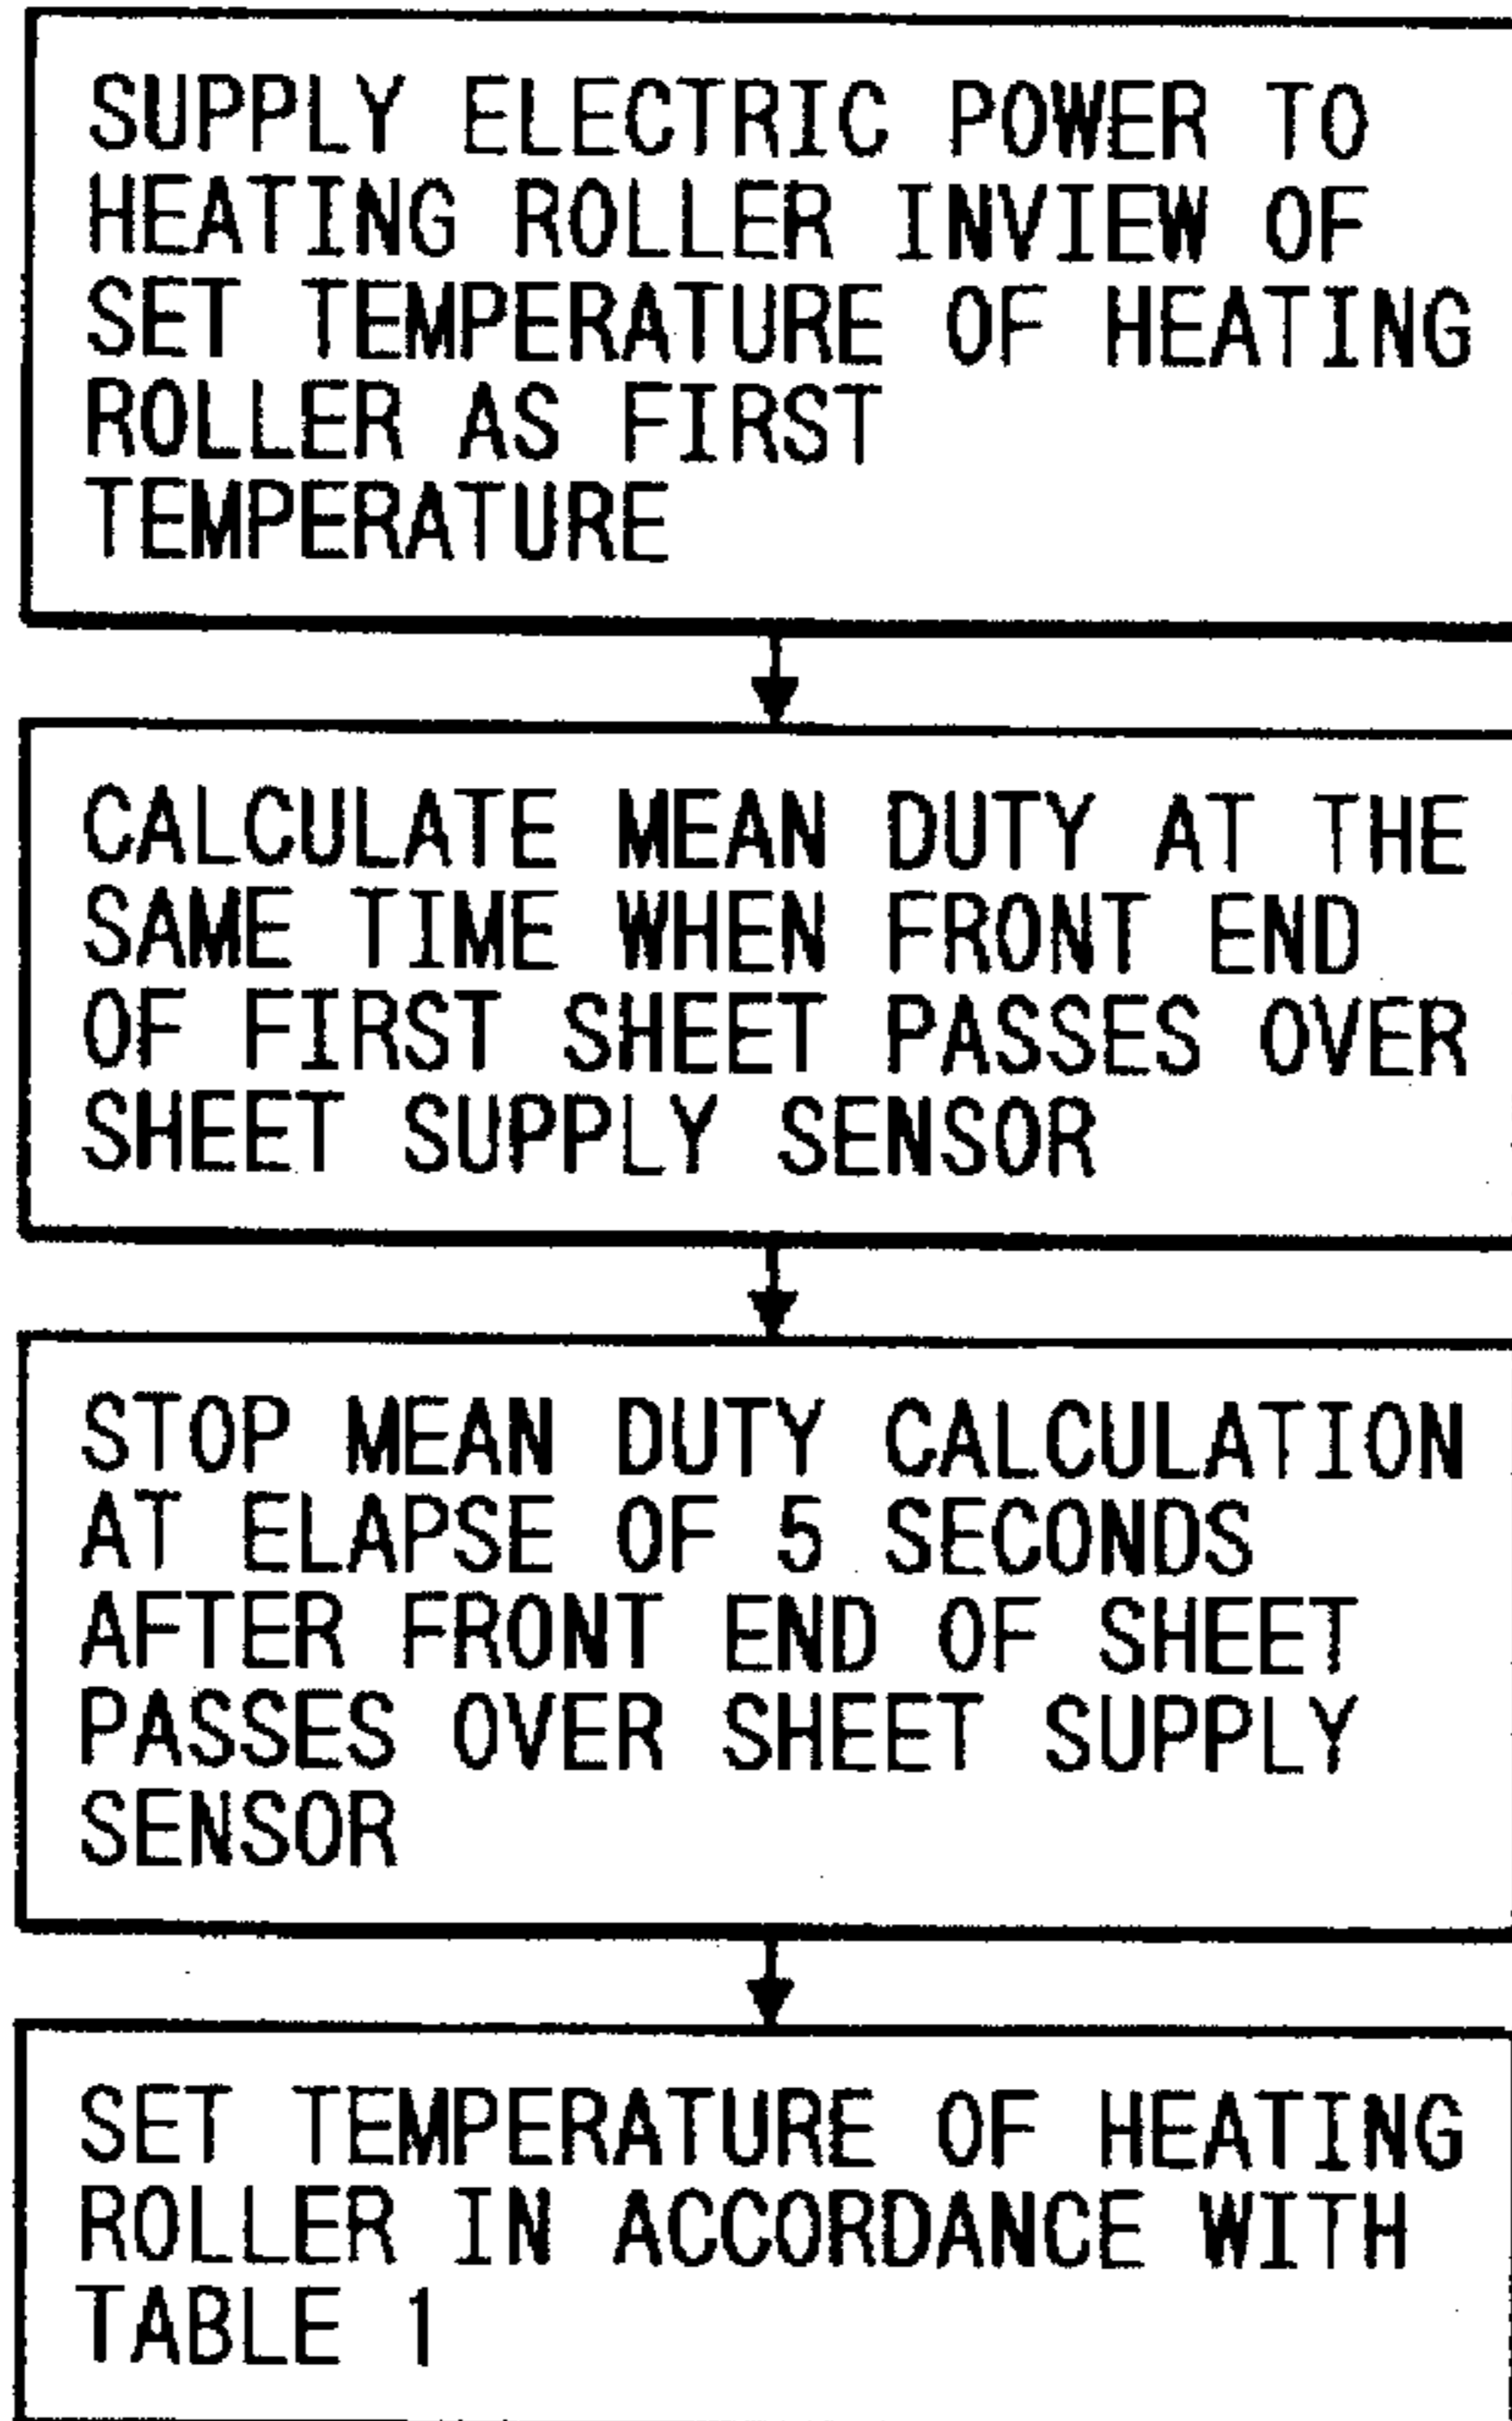 SUPPLY ELECTRIC POWER TO
HEATING ROLLER INVIEW OF
SET TEMPERATURE OF HEATING
ROLLER AS FIRST
TEMPERATURE
CALCULATE MEAN DUTY AT THE
SAME TIME WHEN FRONT END
OF FIRST SHEET PASSES OVER
SHEET SUPPLY SENSOR
STOP MEAN DUTY CALCULATION
AT ELAPSE OF 5 SECONDS
AFTER FRONT END OF SHEET
PASSES OVER SHEET SUPPLY
SENSOR
SET TEMPERATURE OF HEATING
ROLLER IN ACCORDANCE WITH
TABLE 1